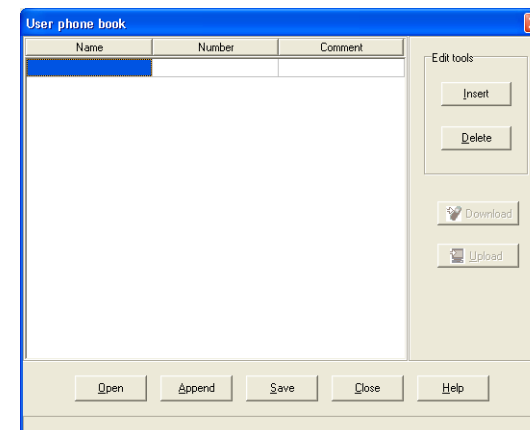 User phone book
Name Number Comment
Edit tools
Insert
Delete
Download
Upload
Open Append Save Close Help